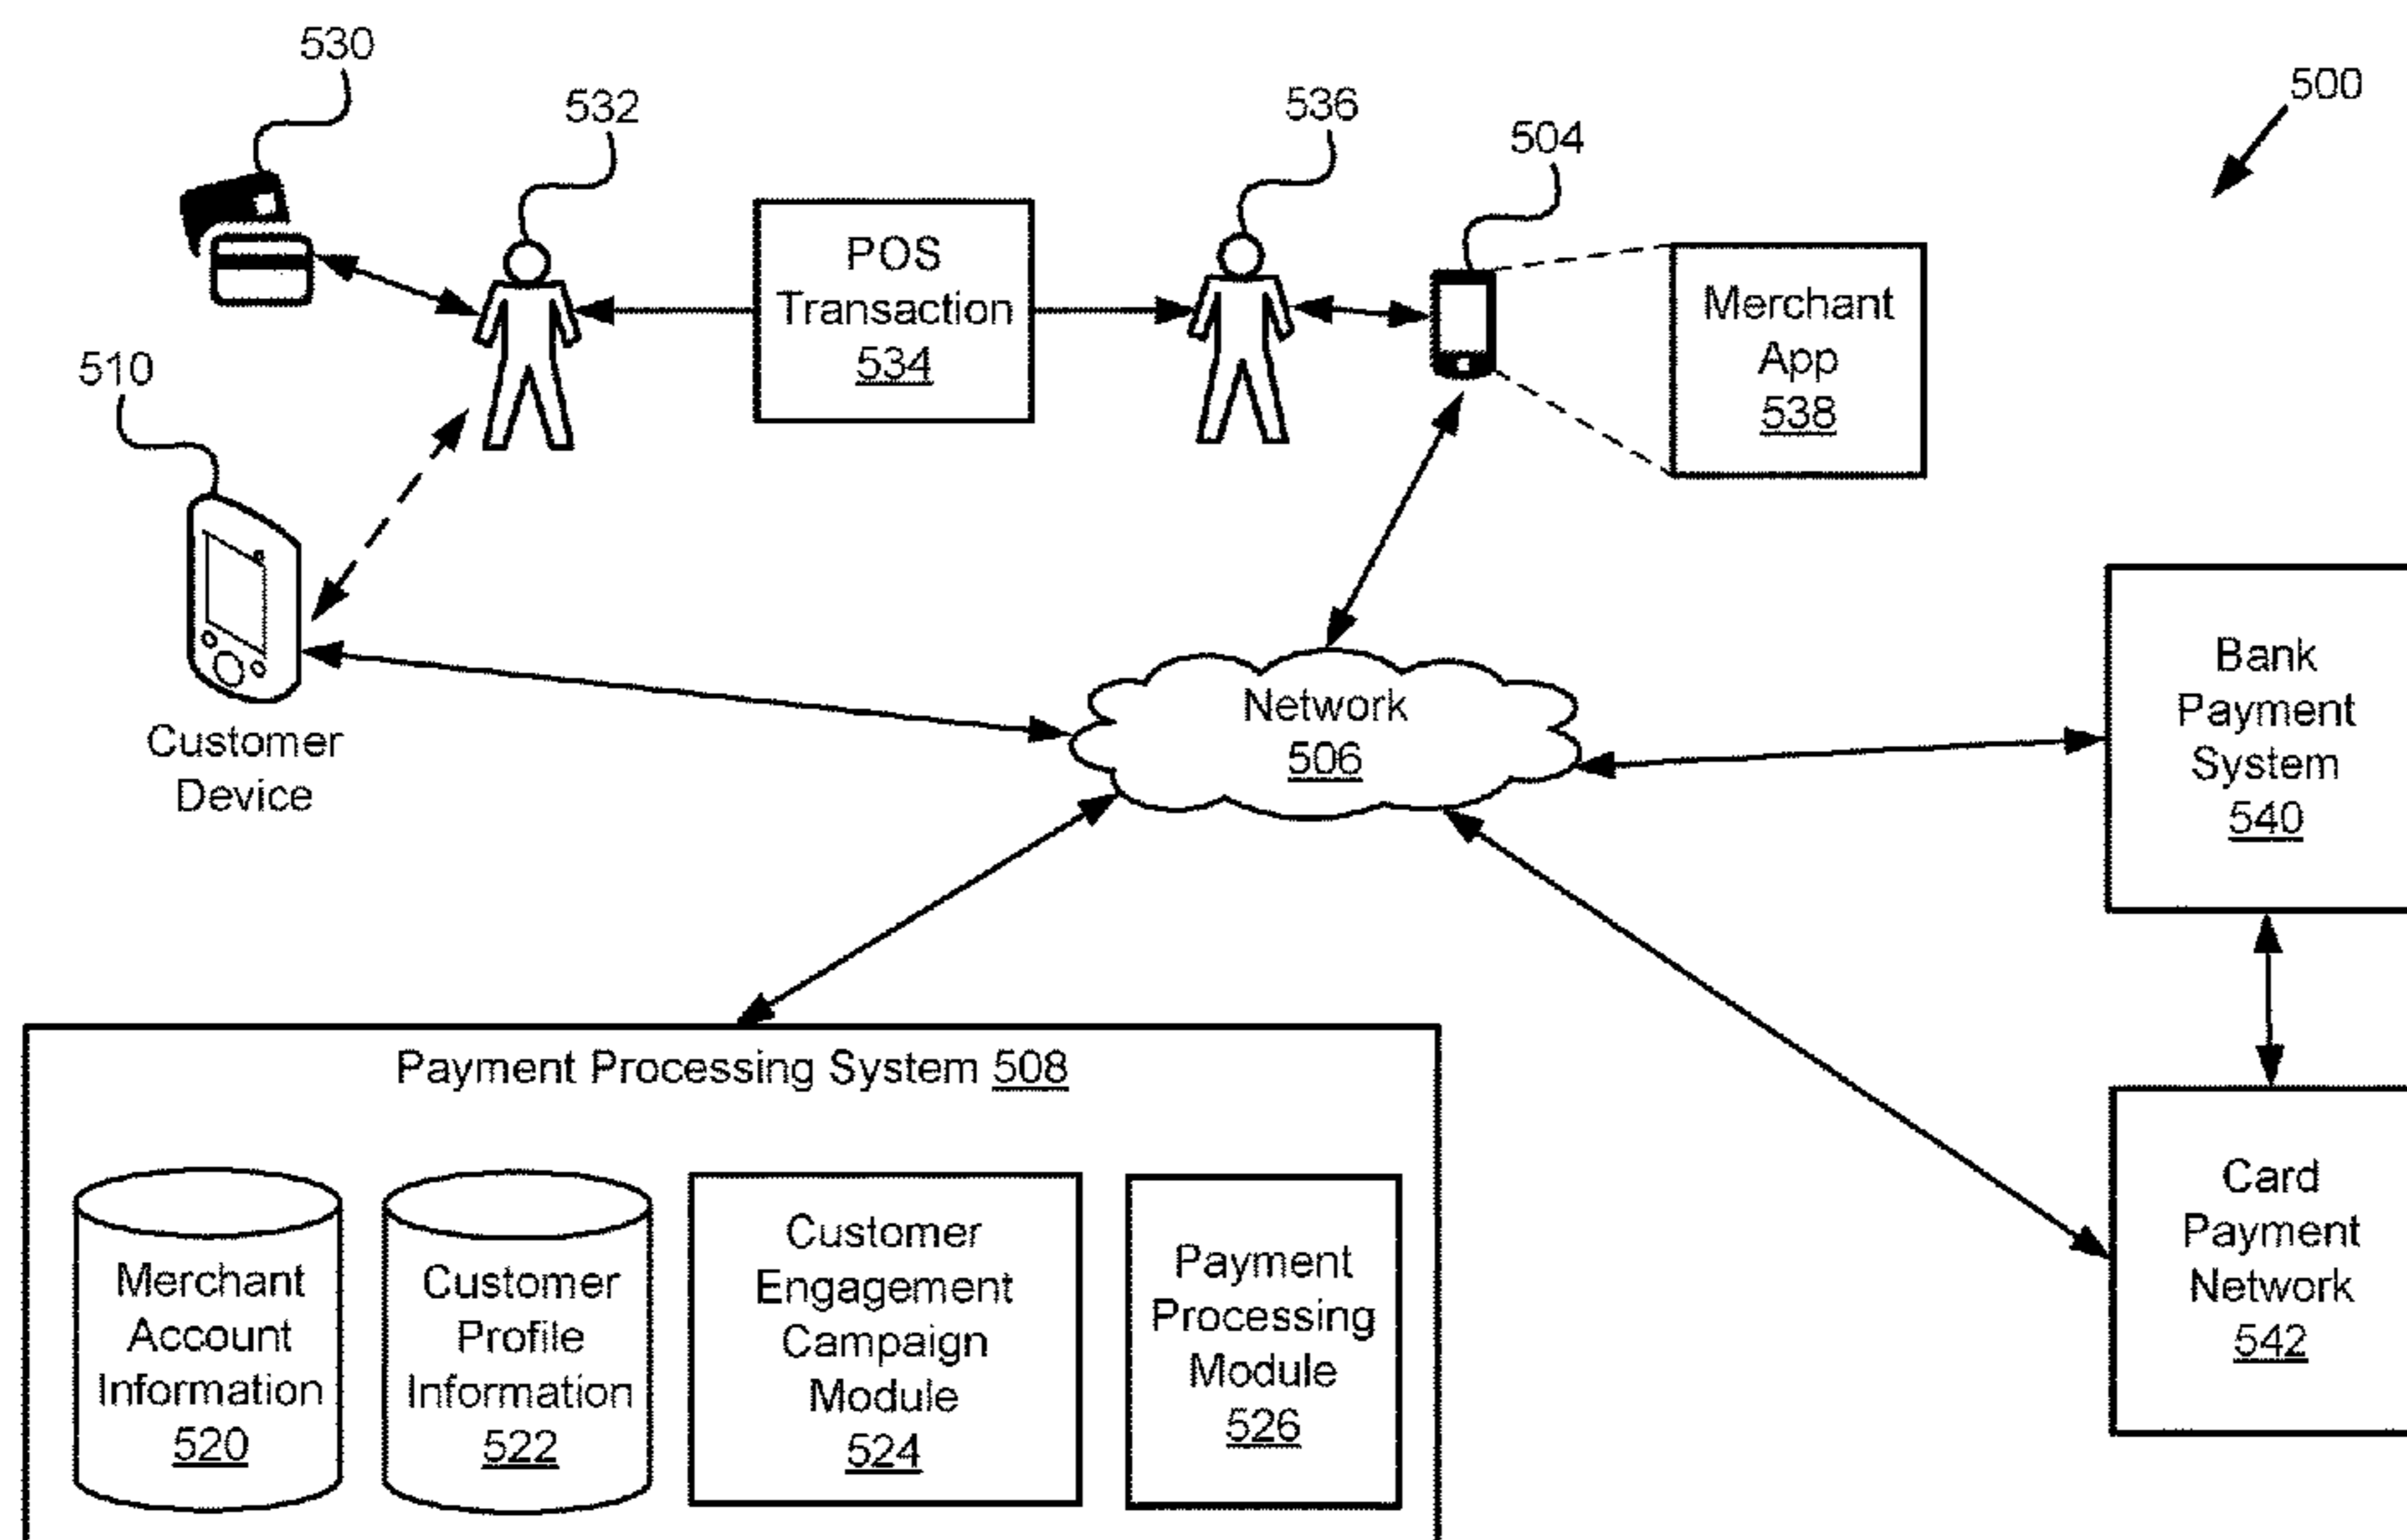 530
532
536
504
500
POS
Transaction
534
Merchant
App
538
510
Customer
Device
Network
506
Bank
Payment
System
540
Payment Processing System 508
Merchant
Account
Information
520
Customer
Profile
Information
522
Customer
Engagement
Campaign
Module
524
Payment
Processing
Module
526
Card
Payment
Network
542